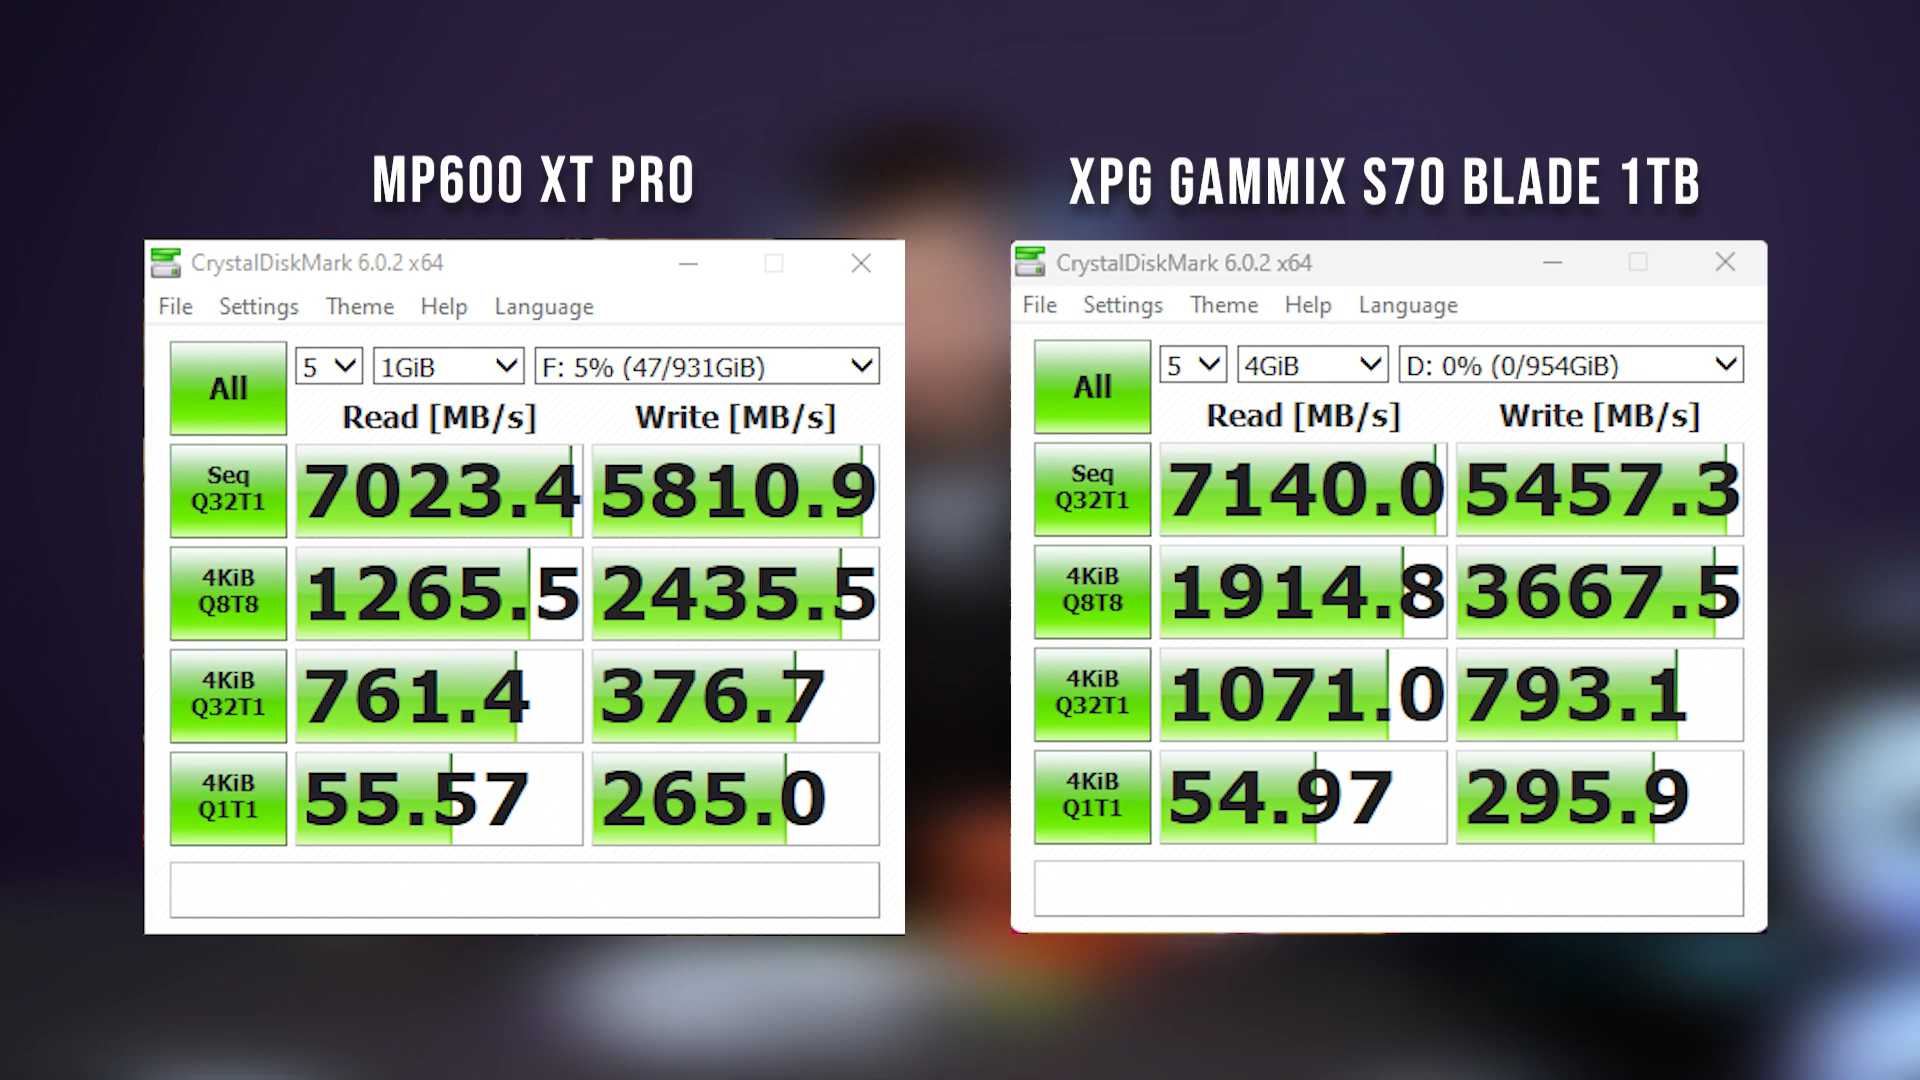 MP600 XT PRO
CrystalDiskMark 6.0.2 x64
File Settings Theme Help Language
All 5 1GiB F: 5% (47/931GiB)
Read [MB/s] Write [MB/s]
Seq Q32T1 7023.4 5810.9
4KiB Q8T8 1265.5 2435.5
4KiB Q32T1 761.4 376.7
4KiB Q1T1 55.57 265.0
XPG GAMMIX S70 BLADE 1TB
CrystalDiskMark 6.0.2 x64
File Settings Theme Help Language
All 5 4GiB D: 0% (0/954GiB)
Read [MB/s] Write [MB/s]
Seq Q32T1 7140.0 5457.3
4KiB Q8T8 1914.8 3667.5
4KiB Q32T1 1071.0 793.1
4KiB Q1T1 54.97 295.9